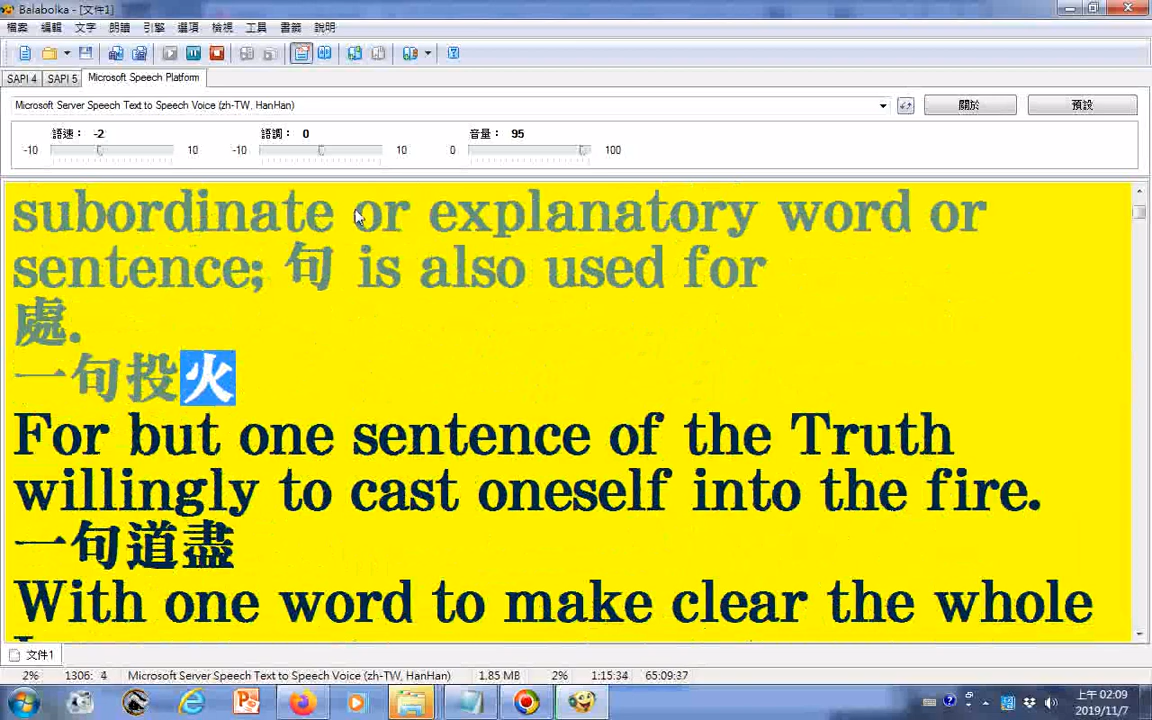 Balabolka - [文件1]
檔案 編輯 文字 朗讀 引擎 選項 檢視 工具 書籤 說明
SAPI 4 SAPI 5 Microsoft Speech Platform
Microsoft Server Speech Text to Speech Voice (zh-TW, HanHan) 關於 預設
語速： -2 語調： 0 音量： 95
-10 10 -10 10 0 100
subordinate or explanatory word or
sentence; 句 is also used for
處.
一句投火
For but one sentence of the Truth
willingly to cast oneself into the fire.
一句道盡
With one word to make clear the whole
文件1
2% 1306: 4 Microsoft Server Speech Text to Speech Voice (zh-TW, HanHan) 1.85 MB 2% 1:15:34 65:09:37
上午 02:09
2019/11/7